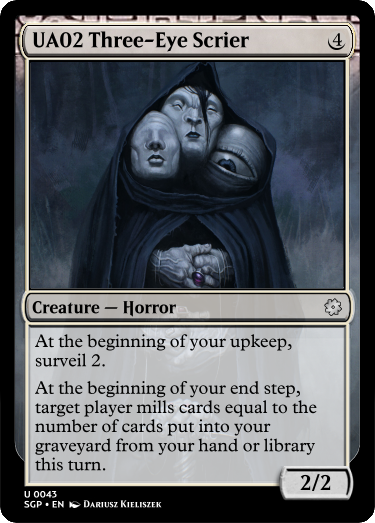 UA02 Three-Eye Scrier 4
Creature — Horror
At the beginning of your upkeep,
surveil 2.
At the beginning of your end step,
target player mills cards equal to the
number of cards put into your
graveyard from your hand or library
this turn.
2/2
U 0043
SGP • EN Dariusz Kieliszek